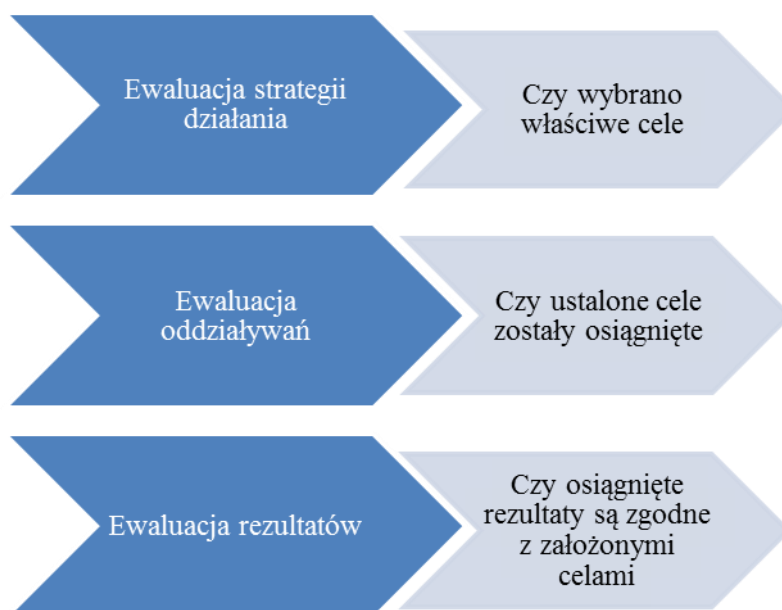 Ewaluacja strategii
działania
Czy wybrano
właściwe cele
Ewaluacja
oddziaływań
Czy ustalone cele
zostały osiągnięte
Ewaluacja rezultatów
Czy osiągnięte
rezultaty są zgodne
z założonymi
celami